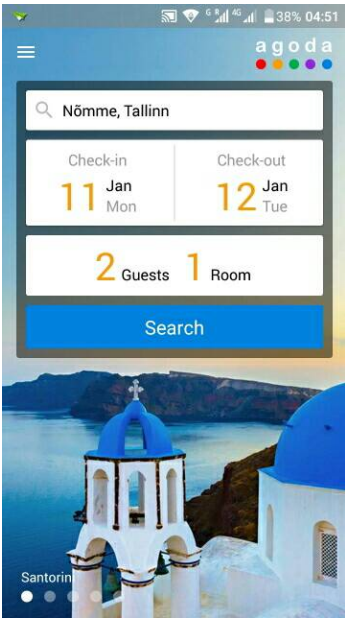 38% 04:51
agoda
Nõmme, Tallinn
Check-in
Check-out
11 Jan Mon
12 Jan Tue
2 Guests 1 Room
Search
Santorin